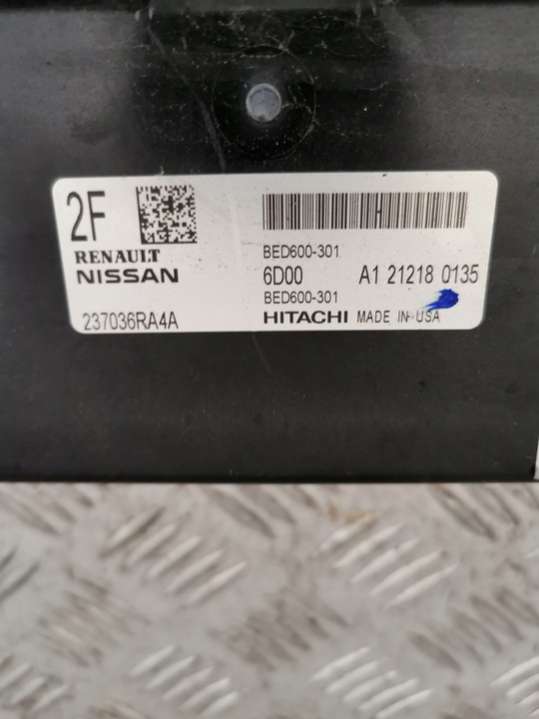 2F
RENAULT
NISSAN
237036RA4A
BED600-301
6D00 A1 21218 0135
BED600-301
HITACHI MADE IN USA